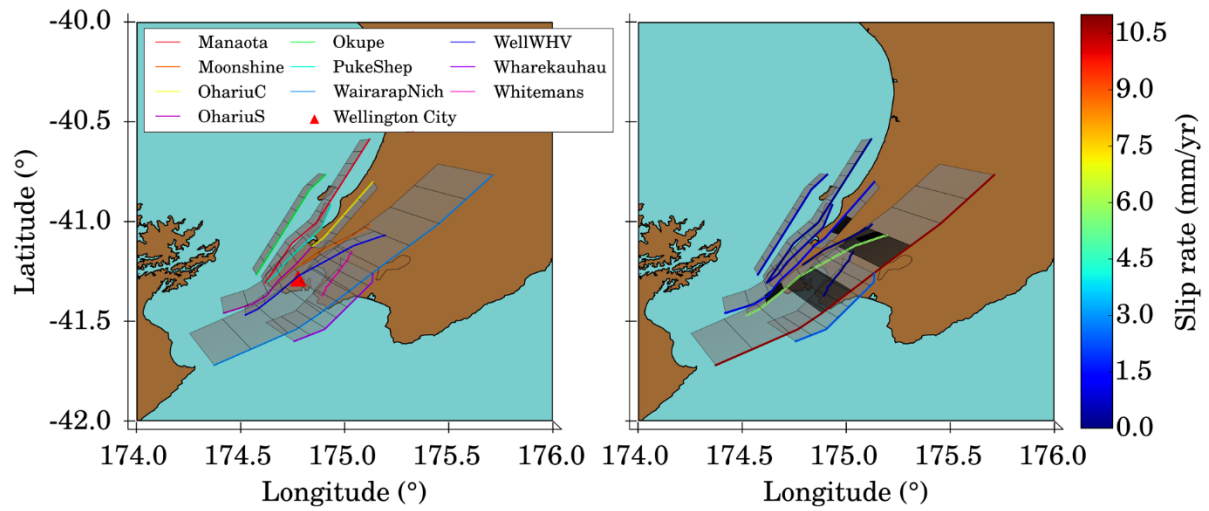 -40.0
-40.5
-41.0
-41.5
-42.0
Latitude (°)
Manaota
Moonshine
OhariuC
OhariuS
Okupe
PukeShep
WairarapNich
Wellington City
WellWHV
Wharekauhau
Whitemans
174.0 174.5 175.0 175.5 176.0
Longitude (°)
174.0 174.5 175.0 175.5 176.0
Longitude (°)
10.5
9.0
7.5
6.0
4.5
3.0
1.5
0.0
Slip rate (mm/yr)